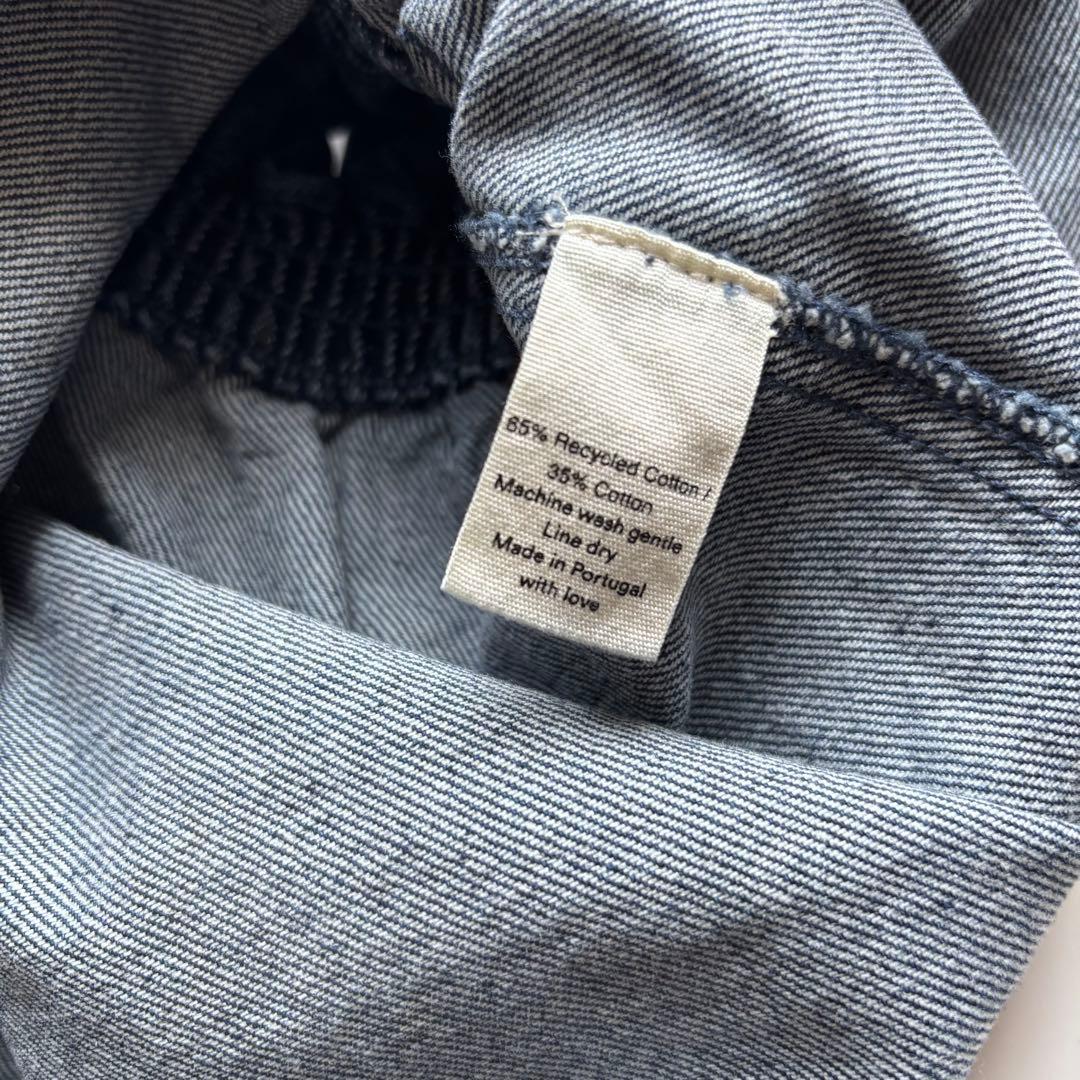 65% Recycled Cotton /
35% Cotton
Machine wash gentle
Line dry
Made in Portugal
with love